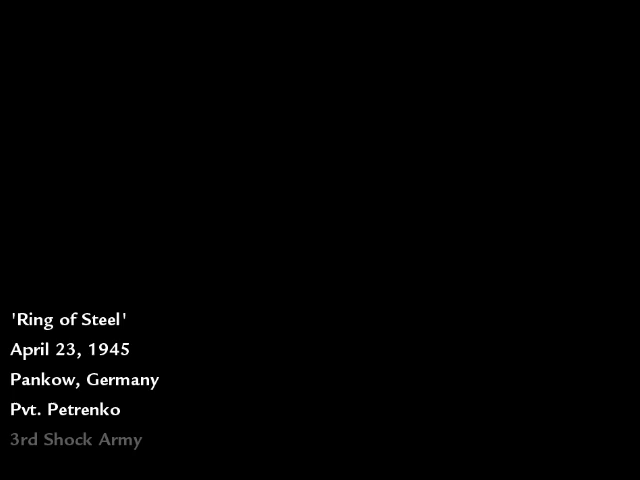 'Ring of Steel'
April 23, 1945
Pankow, Germany
Pvt. Petrenko
3rd Shock Army